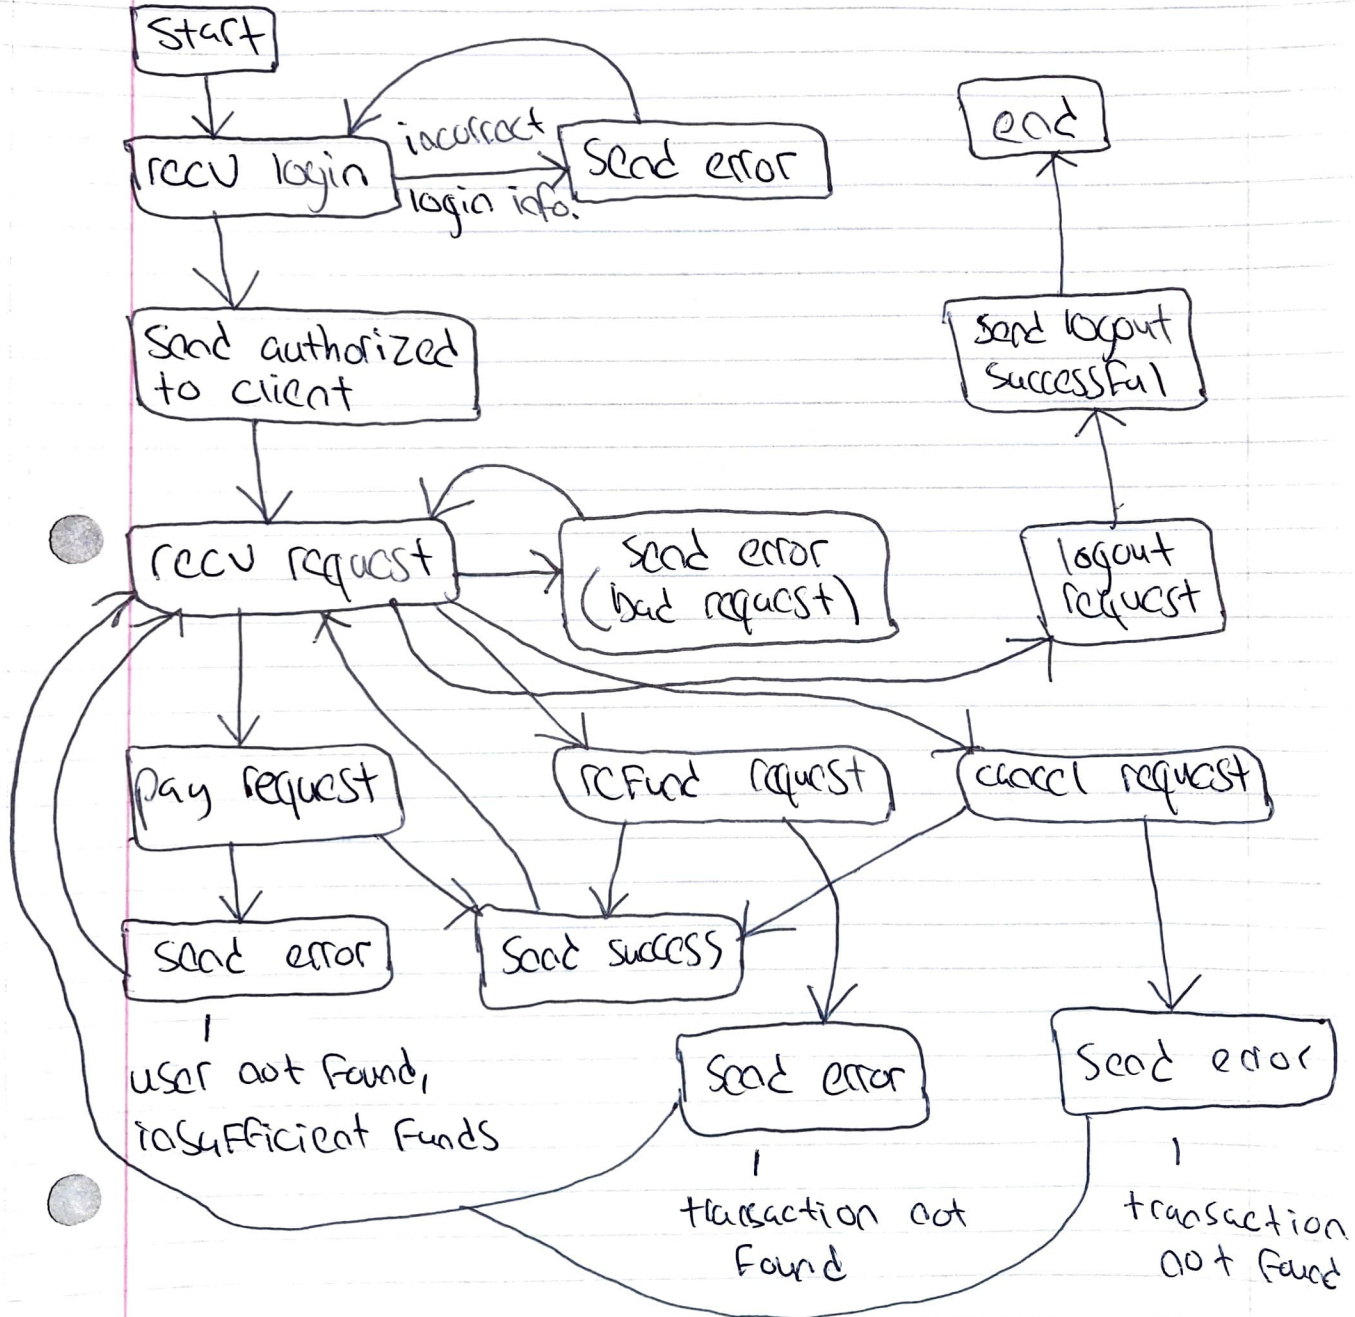 start
end
recv login
incorrect
login info.
send error
send authorized
to client
send logout
successful
recv request
send error
(bad request)
logout
request
pay request
refund request
cancel request
send error
send success
user not found,
insufficient funds
send error
send error
transaction not
found
transaction
not found